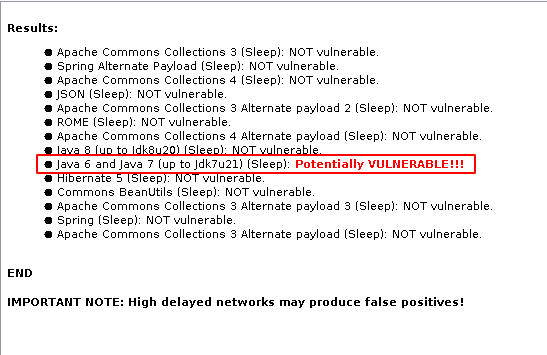 Results:
Apache Commons Collections 3 (Sleep): NOT vulnerable.
Spring Alternate Payload (Sleep): NOT vulnerable.
Apache Commons Collections 4 (Sleep): NOT vulnerable.
JSON (Sleep): NOT vulnerable.
Apache Commons Collections 3 Alternate payload 2 (Sleep): NOT vulnerable.
ROME (Sleep): NOT vulnerable.
Apache Commons Collections 4 Alternate payload (Sleep): NOT vulnerable.
Java 8 (up to Jdk8u20) (Sleep): NOT vulnerable.
Java 6 and Java 7 (up to Jdk7u21) (Sleep): Potentially VULNERABLE!!!
Hibernate 5 (Sleep): NOT vulnerable.
Commons BeanUtils (Sleep): NOT vulnerable.
Apache Commons Collections 3 Alternate payload 3 (Sleep): NOT vulnerable.
Spring (Sleep): NOT vulnerable.
Apache Commons Collections 3 Alternate payload (Sleep): NOT vulnerable.
END
IMPORTANT NOTE: High delayed networks may produce false positives!